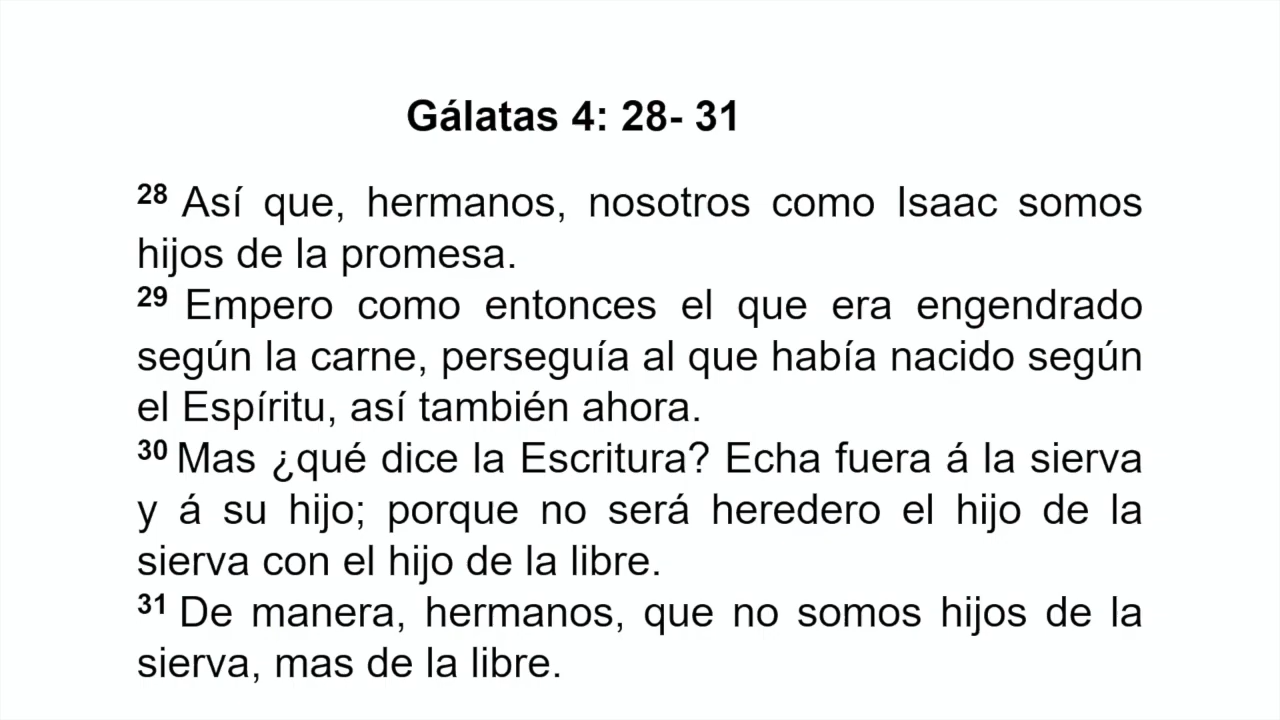 Gálatas 4: 28- 31
28 Así que, hermanos, nosotros como Isaac somos
hijos de la promesa.
29 Empero como entonces el que era engendrado
según la carne, perseguía al que había nacido según
el Espíritu, así también ahora.
30 Mas ¿qué dice la Escritura? Echa fuera á la sierva
y á su hijo; porque no será heredero el hijo de la
sierva con el hijo de la libre.
31 De manera, hermanos, que no somos hijos de la
sierva, mas de la libre.